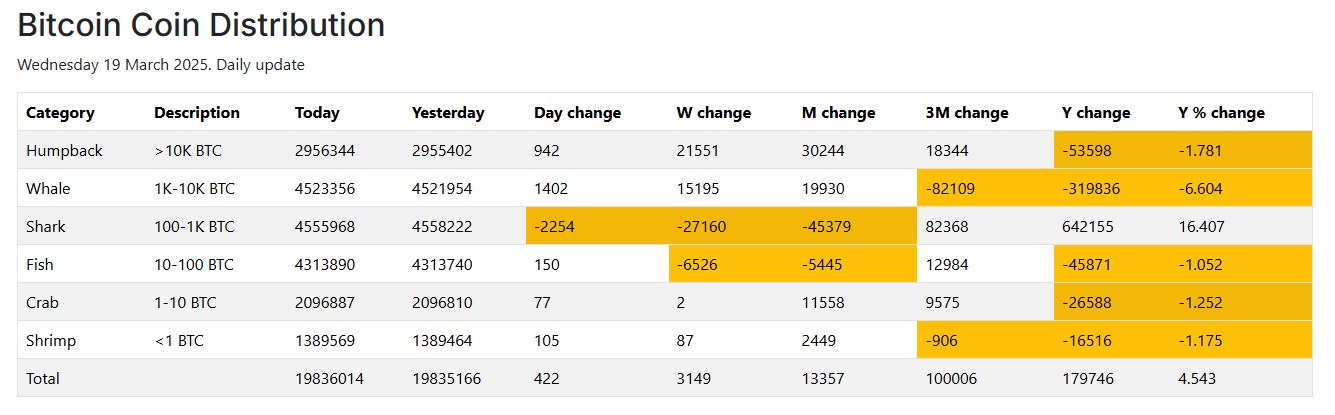 Bitcoin Coin Distribution
Wednesday 19 March 2025. Daily update
Category Description Today Yesterday Day change W change M change 3M change Y change Y % change
Humpback >10K BTC 2956344 2955402 942 21551 30244 18344 -53598 -1.781
Whale 1K-10K BTC 4523356 4521954 1402 15195 19930 -82109 -319836 -6.604
Shark 100-1K BTC 4555968 4558222 -2254 -27160 -45379 82368 642155 16.407
Fish 10-100 BTC 4313890 4313740 150 -6526 -5445 12984 -45871 -1.052
Crab 1-10 BTC 2096887 2096810 77 2 11558 9575 -26588 -1.252
Shrimp <1 BTC 1389569 1389464 105 87 2449 -906 -16516 -1.175
Total 19836014 19835166 422 3149 13357 100006 179746 4.543